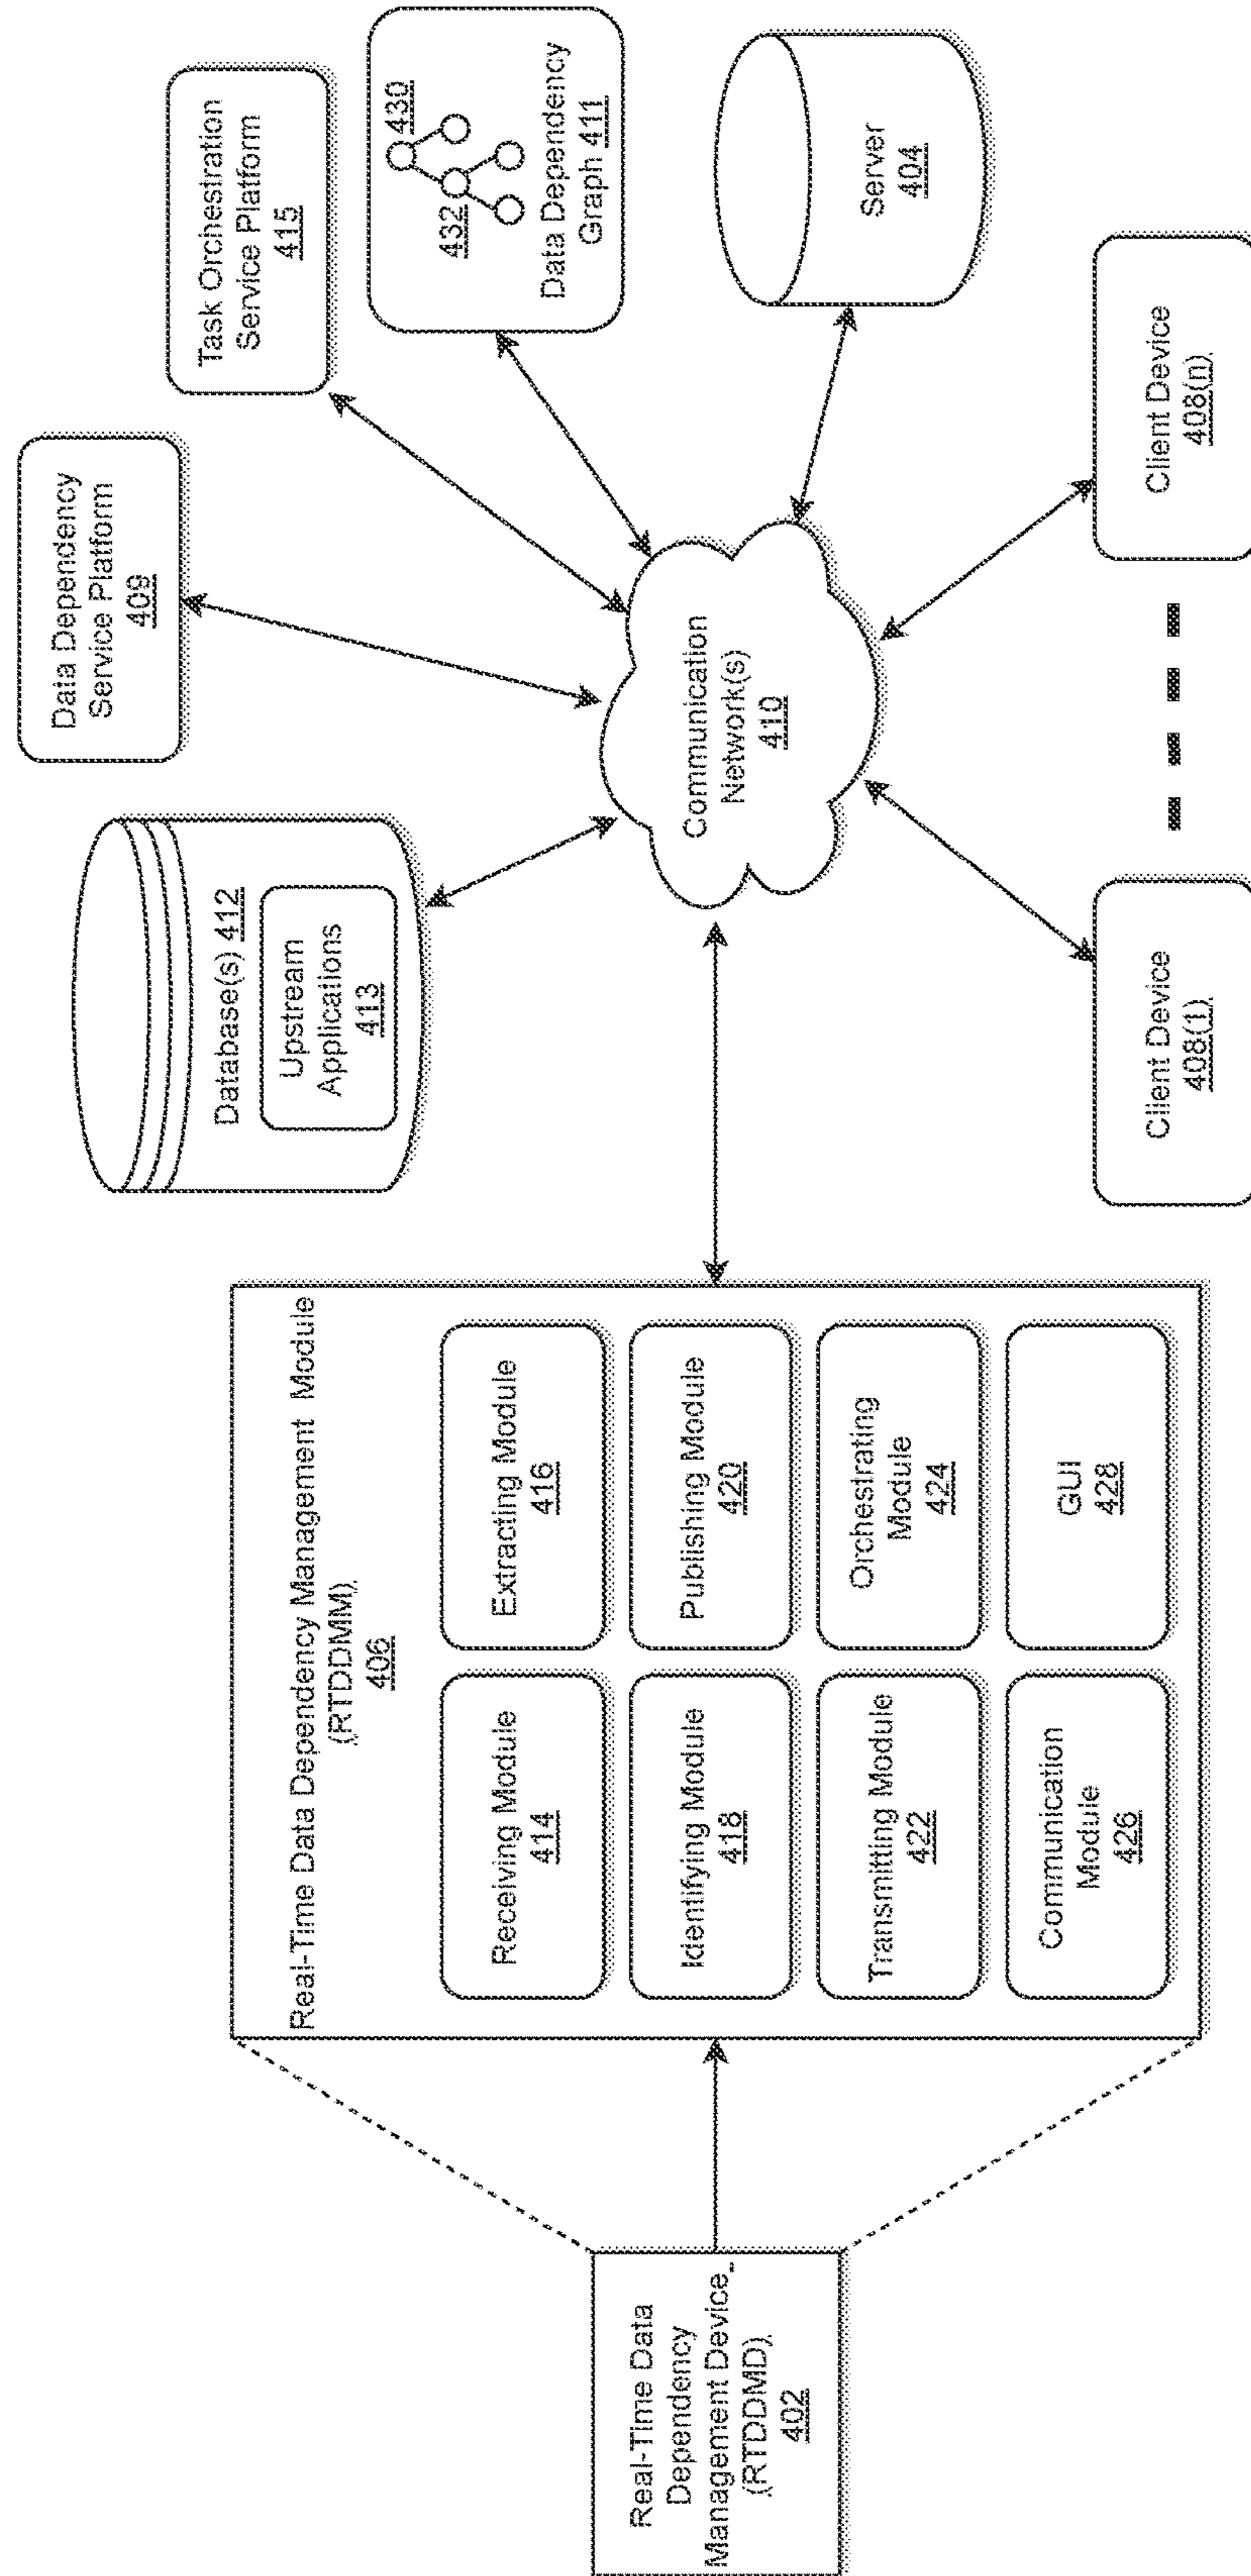 Real-Time Data
Dependency
Management Device
(RTDDMD)
402
Real-Time Data Dependency Management Module
(RTDDMM)
406
Receiving Module
414
Extracting Module
416
Identifying Module
418
Publishing Module
420
Transmitting Module
422
Orchestrating
Module
424
Communication
Module
426
GUI
428
Database(s) 412
Upstream
Applications
413
Data Dependency
Service Platform
409
Task Orchestration
Service Platform
415
430
432
Data Dependency
Graph 411
Communication
Network(s)
410
Server
404
Client Device
408(1)
Client Device
408(n)